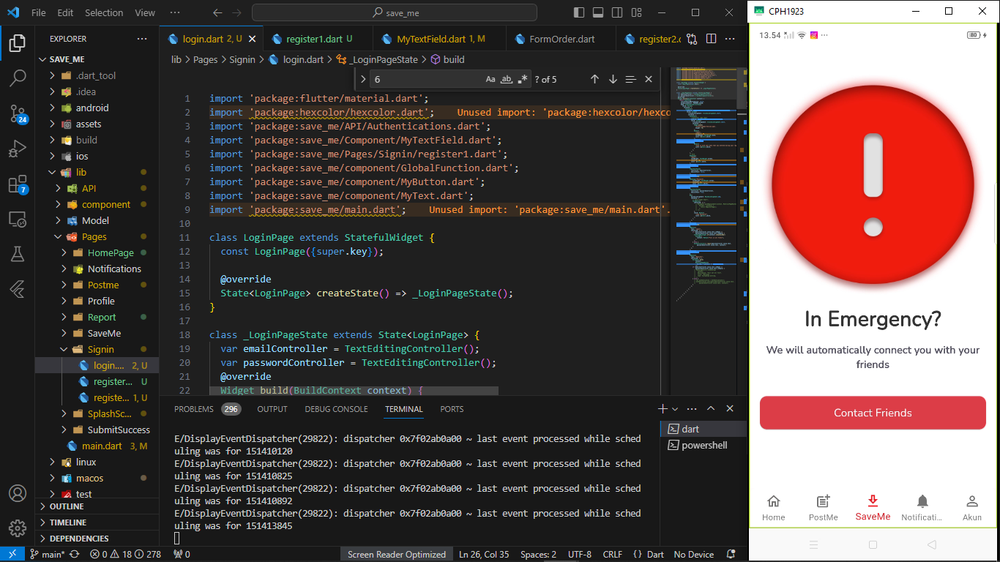 File Edit Selection View ··· save_me
EXPLORER ···
SAVE_ME
.dart_tool
.idea
android
assets
build
ios
lib
API
component
Model
Pages
HomePage
Notifications
Postme
Profile
Report
SaveMe
Signin
login.... 2, U
register... U
registe... 1, U
SplashSc...
SubmitSuccess
main.dart 3, M
linux
macos
test
OUTLINE
TIMELINE
DEPENDENCIES
24
7
login.dart 2, U register1.dart U MyTextField.dart 1, M FormOrder.dart register2.c
lib > Pages > Signin > login.dart > _LoginPageState > build
6 Aa ab .* ? of 5
1 import 'package:flutter/material.dart';
2 import 'package:hexcolor/hexcolor.dart'; Unused import: 'package:hexcolor/hexco
3 import 'package:save_me/API/Authentications.dart';
4 import 'package:save_me/Component/MyTextField.dart';
5 import 'package:save_me/Pages/Signin/register1.dart';
6 import 'package:save_me/component/GlobalFunction.dart';
7 import 'package:save_me/component/MyButton.dart';
8 import 'package:save_me/component/MyText.dart';
9 import 'package:save_me/main.dart'; Unused import: 'package:save_me/main.dart'.
10
11 class LoginPage extends StatefulWidget {
12 const LoginPage({super.key});
13
14 @override
15 State<LoginPage> createState() => _LoginPageState();
16 }
17
18 class _LoginPageState extends State<LoginPage> {
19 var emailController = TextEditingController();
20 var passwordController = TextEditingController();
21 @override
22 Widget build(BuildContext context) {
PROBLEMS 296 OUTPUT DEBUG CONSOLE TERMINAL PORTS
E/DisplayEventDispatcher(29822): dispatcher 0x7f02ab0a00 ~ last event processed while sched
uling was for 151410120
E/DisplayEventDispatcher(29822): dispatcher 0x7f02ab0a00 ~ last event processed while sched
uling was for 151410825
E/DisplayEventDispatcher(29822): dispatcher 0x7f02ab0a00 ~ last event processed while sched
uling was for 151410892
E/DisplayEventDispatcher(29822): dispatcher 0x7f02ab0a00 ~ last event processed while sched
uling was for 151413845
dart
powershell
main* 0 18 278 0 Screen Reader Optimized Ln 26, Col 35 Spaces: 2 UTF-8 CRLF {} Dart No Device
CPH1923
13.54 80
In Emergency?
We will automatically connect you with your
friends
Contact Friends
Home PostMe SaveMe Notificati... Akun